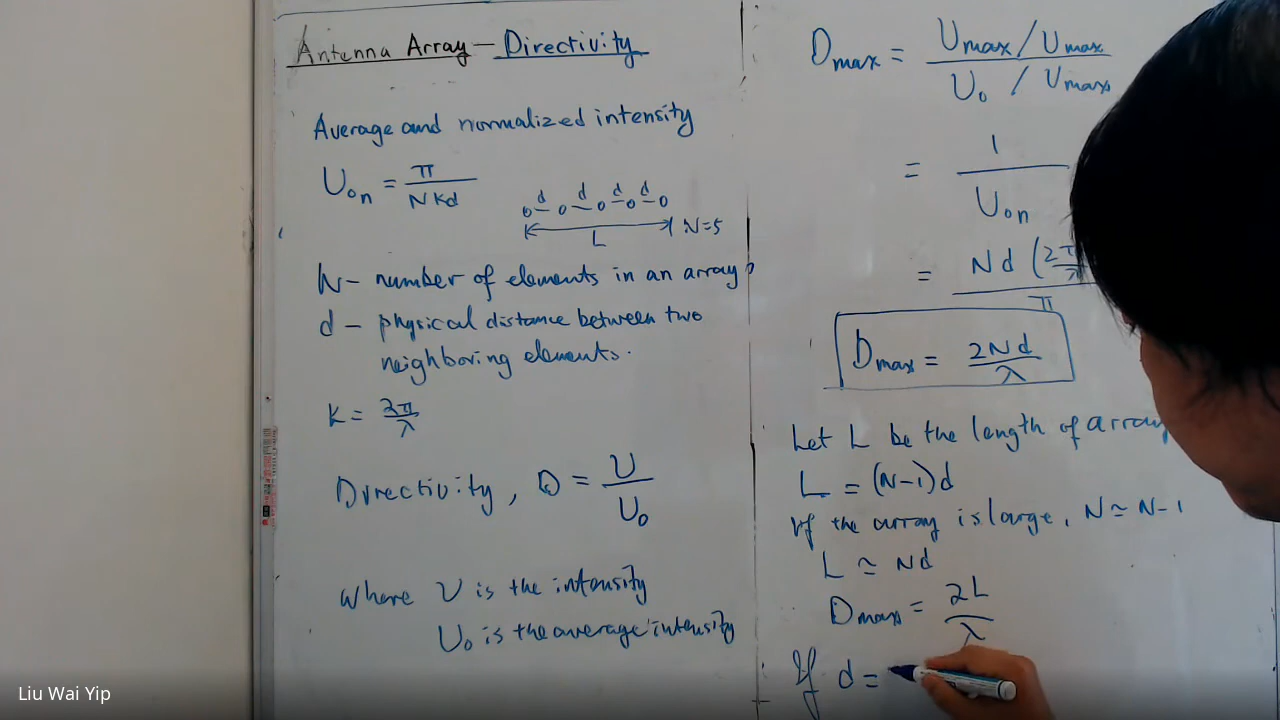 Antenna Array – Directivity
Average and normalized intensity
U₀ₙ = π / NKd
d d d d
L
N=5
N – number of elements in an array
d – physical distance between two
neighboring elements.
K = 2π / λ
Directivity, D = U / U₀
Where U is the intensity
U₀ is the average intensity
Dmax = Umax / Umax
U₀ / Umax
= 1 / U₀ₙ
= Nd (2π / λ
π
Dmax = 2Nd / λ
Let L be the length of array
L = (N-1)d
If the array is large, N ≃ N-1
L ≃ Nd
Dmax = 2L / λ
If d =
Liu Wai Yip